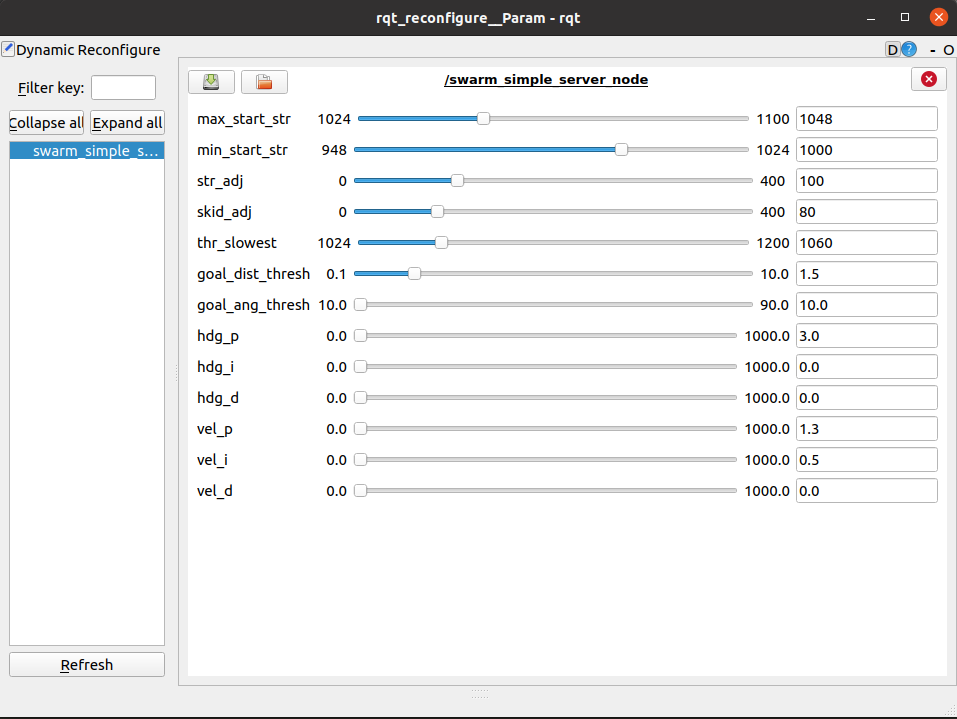 rqt_reconfigure__Param - rqt
Dynamic Reconfigure
D ? - O
Filter key:
Collapse all Expand all
swarm_simple_s...
Refresh
/swarm_simple_server_node
max_start_str 1024 1100 1048
min_start_str 948 1024 1000
str_adj 0 400 100
skid_adj 0 400 80
thr_slowest 1024 1200 1060
goal_dist_thresh 0.1 10.0 1.5
goal_ang_thresh 10.0 90.0 10.0
hdg_p 0.0 1000.0 3.0
hdg_i 0.0 1000.0 0.0
hdg_d 0.0 1000.0 0.0
vel_p 0.0 1000.0 1.3
vel_i 0.0 1000.0 0.5
vel_d 0.0 1000.0 0.0